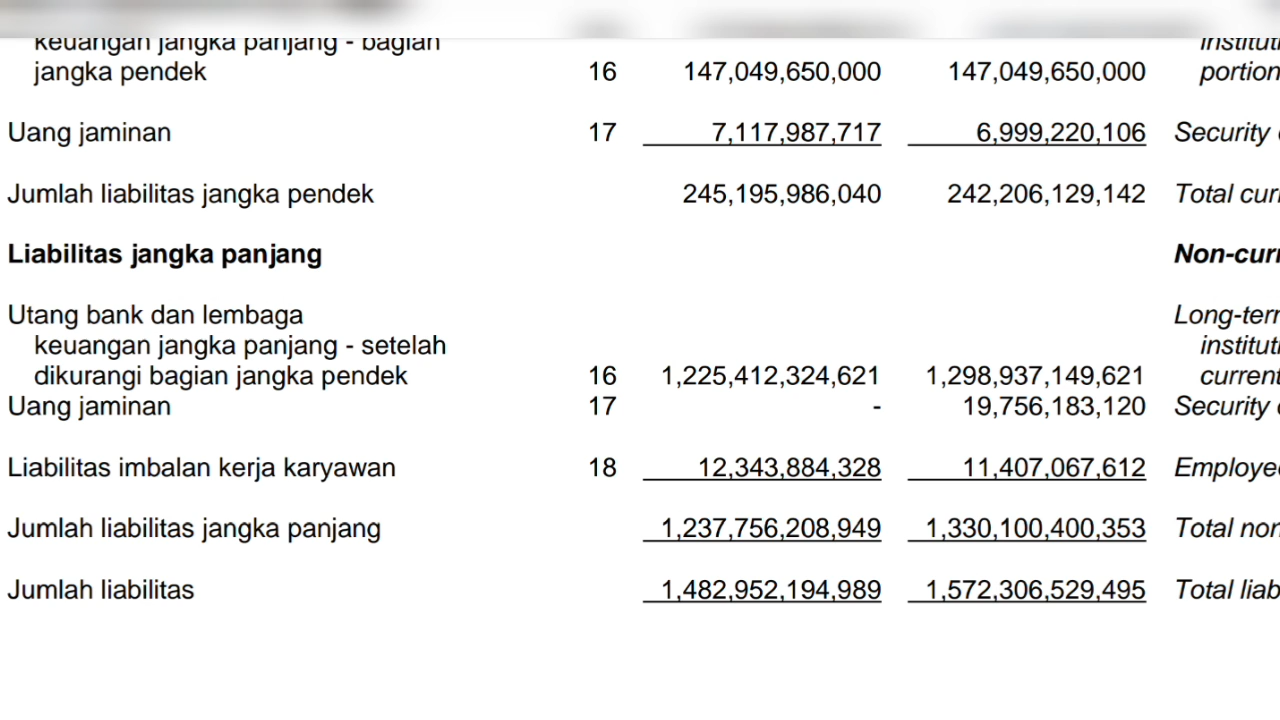 keuangan jangka panjang - bagian
jangka pendek 16 147,049,650,000 147,049,650,000 portion
Uang jaminan 17 7,117,987,717 6,999,220,106 Security
Jumlah liabilitas jangka pendek 245,195,986,040 242,206,129,142 Total
Liabilitas jangka panjang
Utang bank dan lembaga
keuangan jangka panjang - setelah
dikurangi bagian jangka pendek 16 1,225,412,324,621 1,298,937,149,621 current
Uang jaminan 17 - 19,756,183,120 Security
Liabilitas imbalan kerja karyawan 18 12,343,884,328 11,407,067,612
Jumlah liabilitas jangka panjang 1,237,756,208,949 1,330,100,400,353 Total
Jumlah liabilitas 1,482,952,194,989 1,572,306,529,495 Total